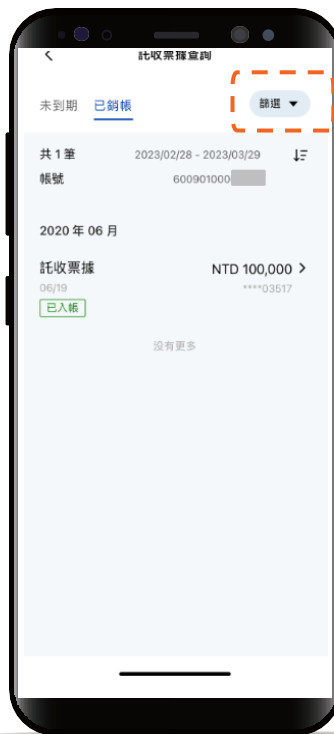 託收票據查詢
未到期 已銷帳 篩選
共 1 筆 2023/02/28 - 2023/03/29
帳號 600901000
2020 年 06 月
託收票據 NTD 100,000
06/19 ****03517
已入帳
沒有更多